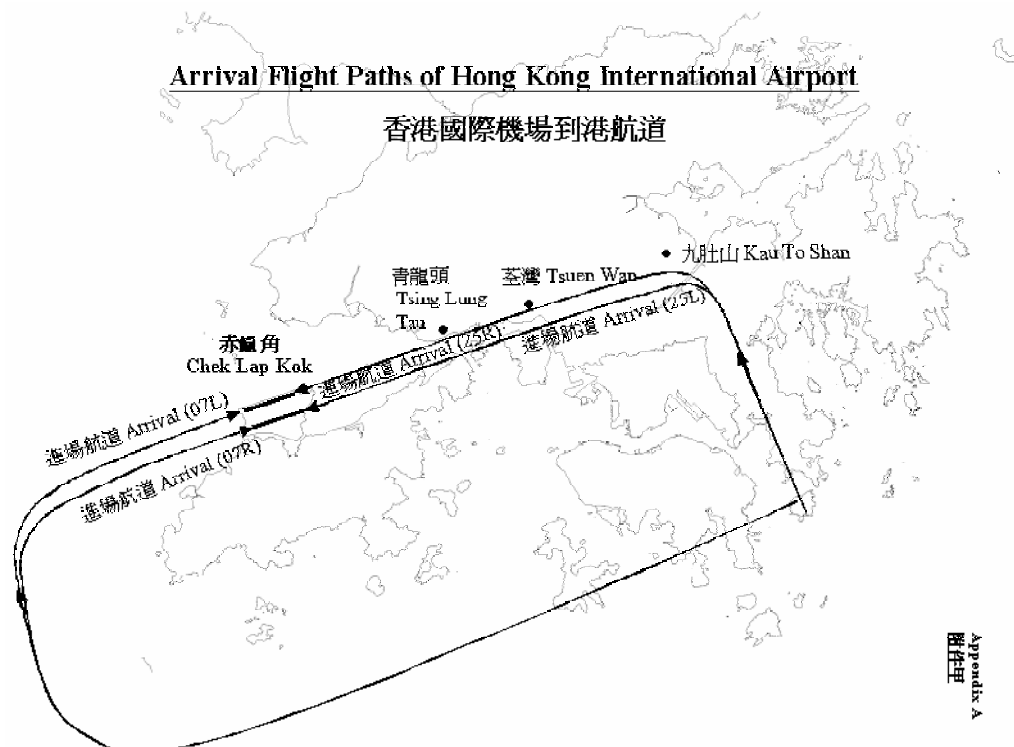 Arrival Flight Paths of Hong Kong International Airport
香港國際機場到港航道
九肚山 Kau To Shan
青龍頭
Tsing Lung
Tau
荃灣 Tsuen Wan
赤鱲角
Chek Lap Kok
進場航道 Arrival (25R)
進場航道 Arrival (25L)
進場航道 Arrival (07L)
進場航道 Arrival (07R)
Appendix A
附件甲